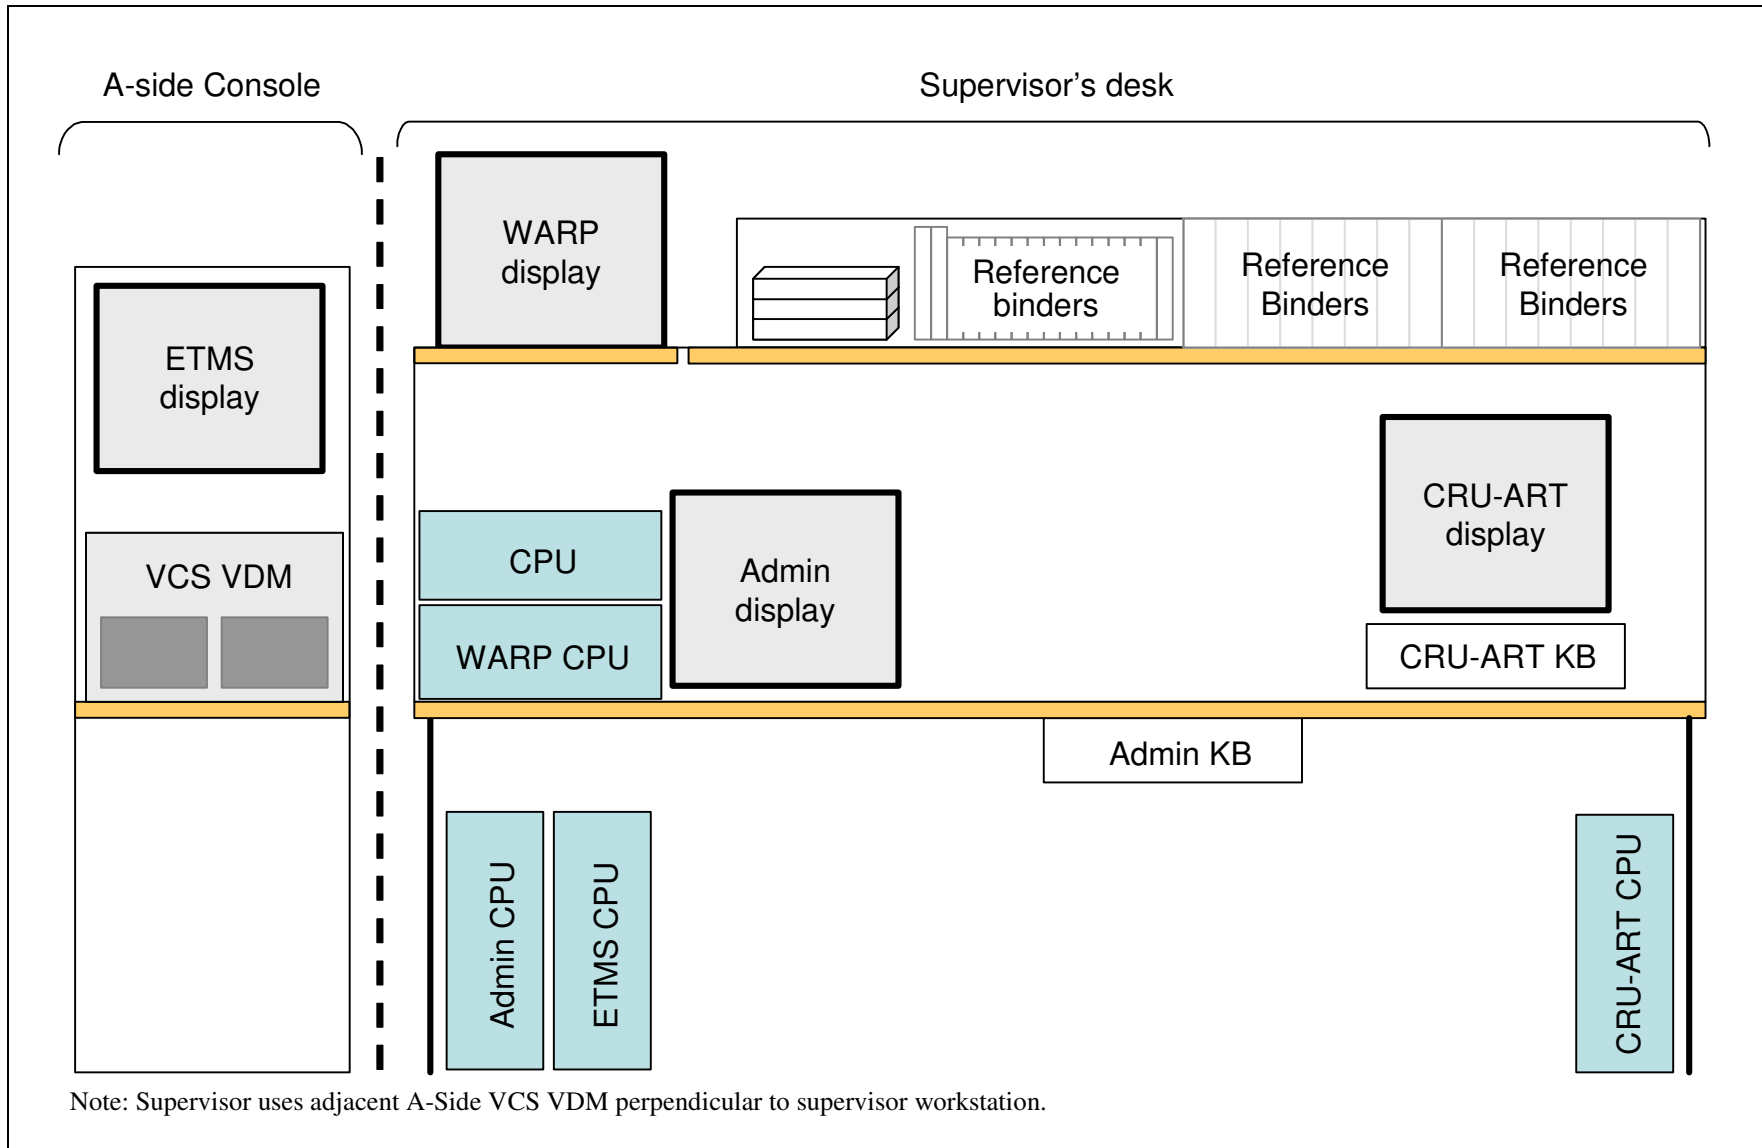 A-side Console
Supervisor’s desk
WARP
display
Reference
binders
Reference
Binders
Reference
Binders
ETMS
display
CRU-ART
display
VCS VDM
CPU
Admin
display
WARP CPU
CRU-ART KB
Admin KB
Admin CPU
ETMS CPU
CRU-ART CPU
Note: Supervisor uses adjacent A-Side VCS VDM perpendicular to supervisor workstation.